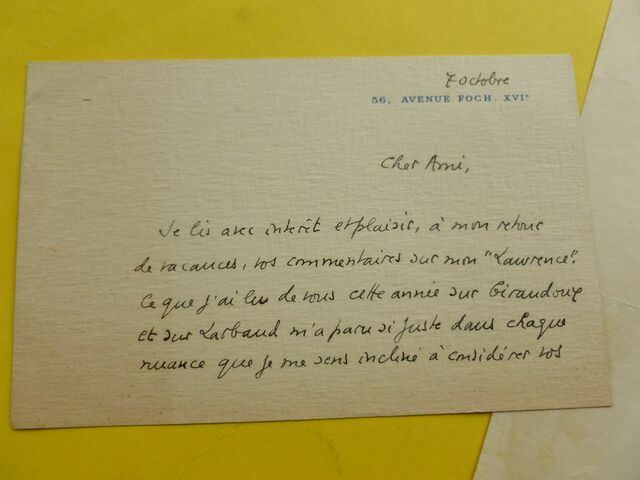 7 octobre
56, AVENUE FOCH. XVIe
Cher Ami,
Je lis avec intérêt et plaisir, à mon retour
de vacances, vos commentaires sur mon "Lawrence".
Ce que j'ai lu de vous cette année sur Giraudoux
et sur Larbaud m'a paru si juste dans chaque
nuance que je me sens incliné à considérer vos